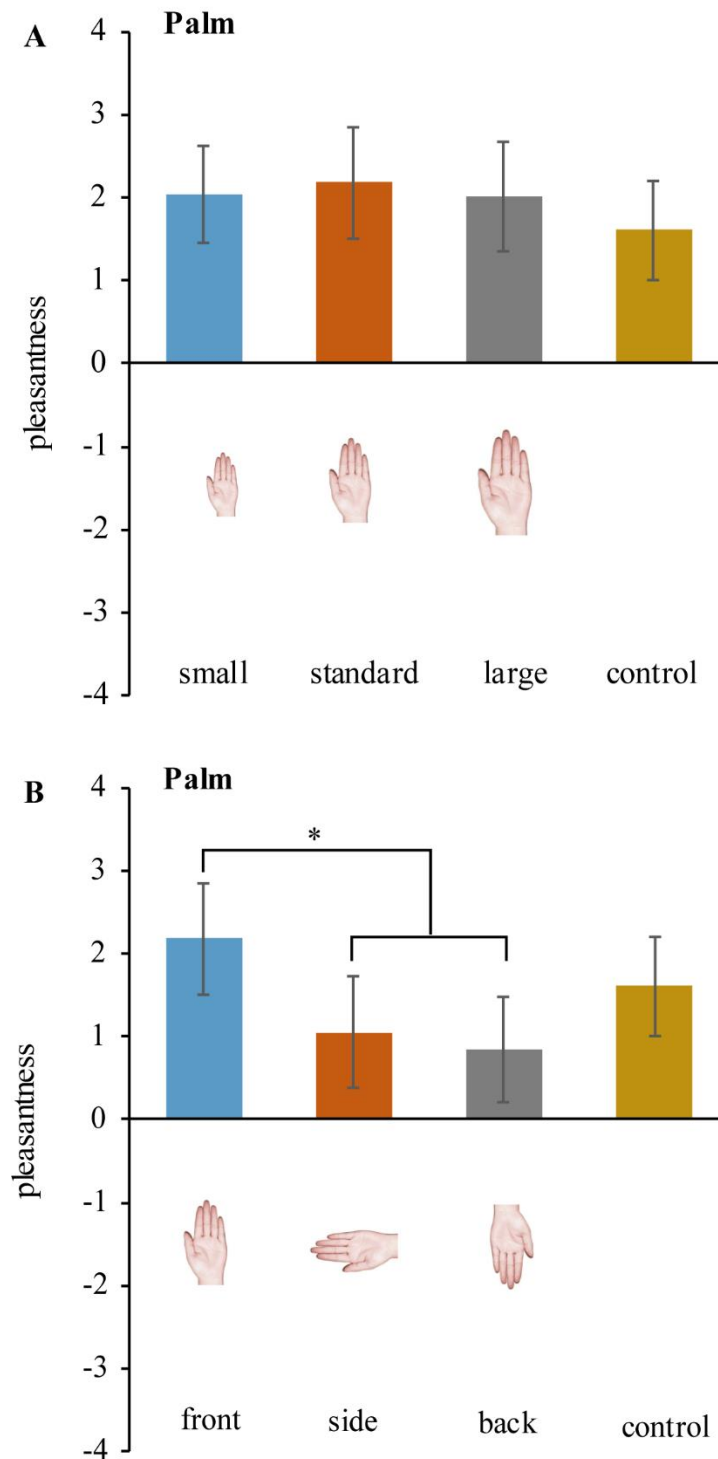 A
Palm
4
3
2
1
0
-1
-2
-3
-4
pleasantness
small standard large control
B
Palm
4
3
2
1
0
-1
-2
-3
-4
pleasantness
*
front side back control